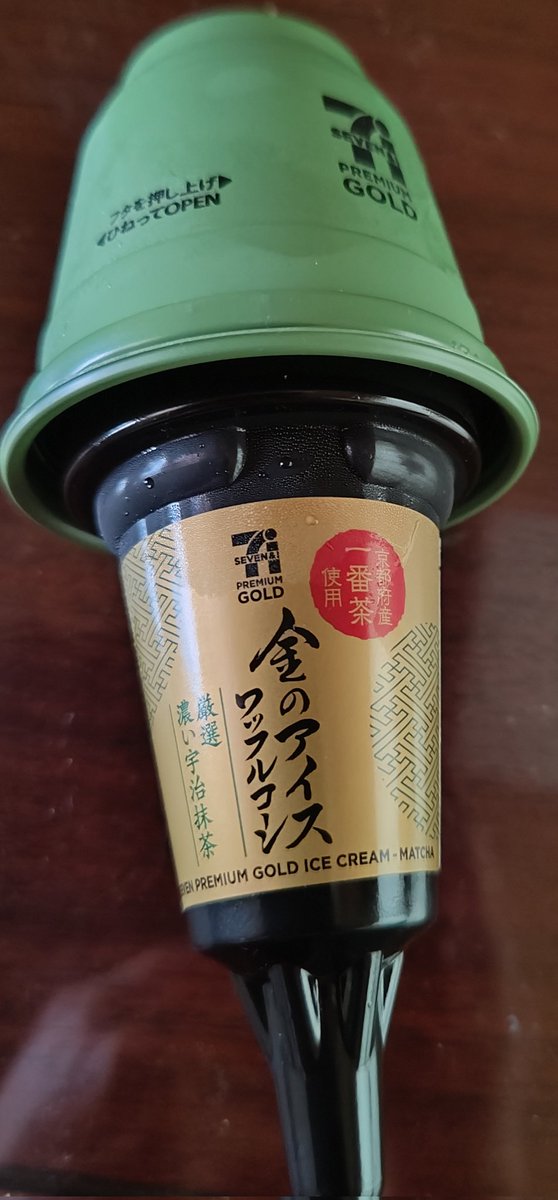 7i
SEVEN&i
PREMIUM
GOLD
フタを押し上げ▶
◀ひねってOPEN
7i
SEVEN&i
PREMIUM
GOLD
京都府産
一番茶
使用
金のアイス
ワッフルコーン
厳選
濃い宇治抹茶
SEVEN PREMIUM GOLD ICE CREAM - MATCHA